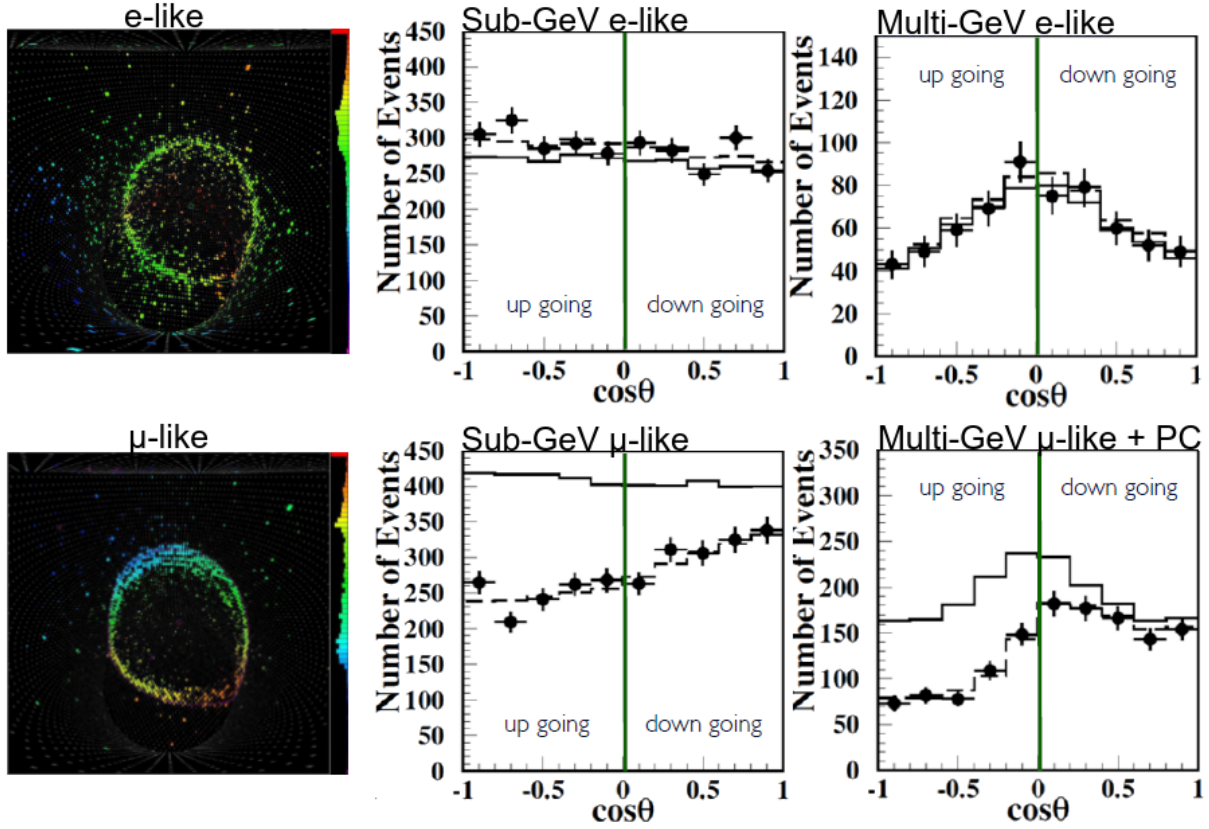 e-like
Sub-GeV e-like
Multi-GeV e-like
Number of Events
450
400
350
300
250
200
150
100
50
0
up going
down going
-1
-0.5
0
0.5
1
cosθ
Number of Events
140
120
100
80
60
40
20
0
up going
down going
-1
-0.5
0
0.5
1
cosθ
μ-like
Sub-GeV μ-like
Multi-GeV μ-like + PC
Number of Events
450
400
350
300
250
200
150
100
50
0
up going
down going
-1
-0.5
0
0.5
1
cosθ
Number of Events
350
300
250
200
150
100
50
0
up going
down going
-1
-0.5
0
0.5
1
cosθ